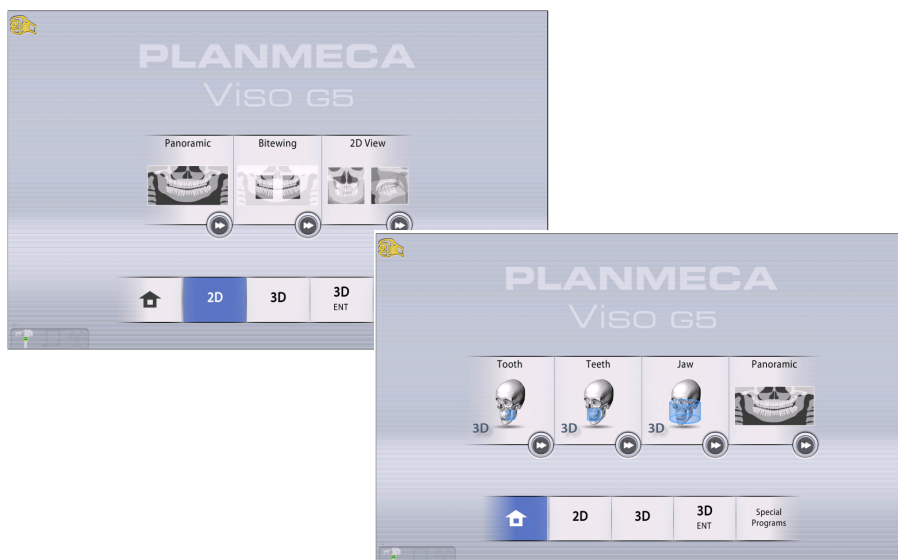 PLANMECA
Viso G5
Panoramic Bitewing 2D View
2D 3D 3D
ENT
PLANMECA
Viso G5
Tooth Teeth Jaw Panoramic
3D 3D 3D
2D 3D 3D
ENT
Special
Programs